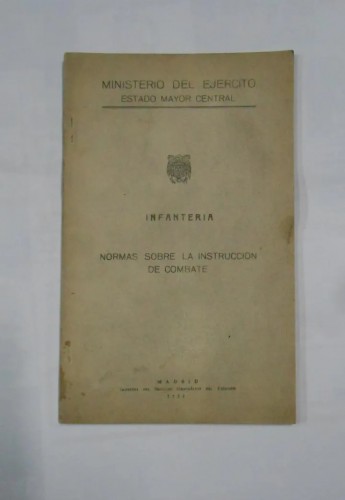 MINISTERIO DEL EJERCITO
ESTADO MAYOR CENTRAL
INFANTERIA
NORMAS SOBRE LA INSTRUCCION
DE COMBATE
MADRID